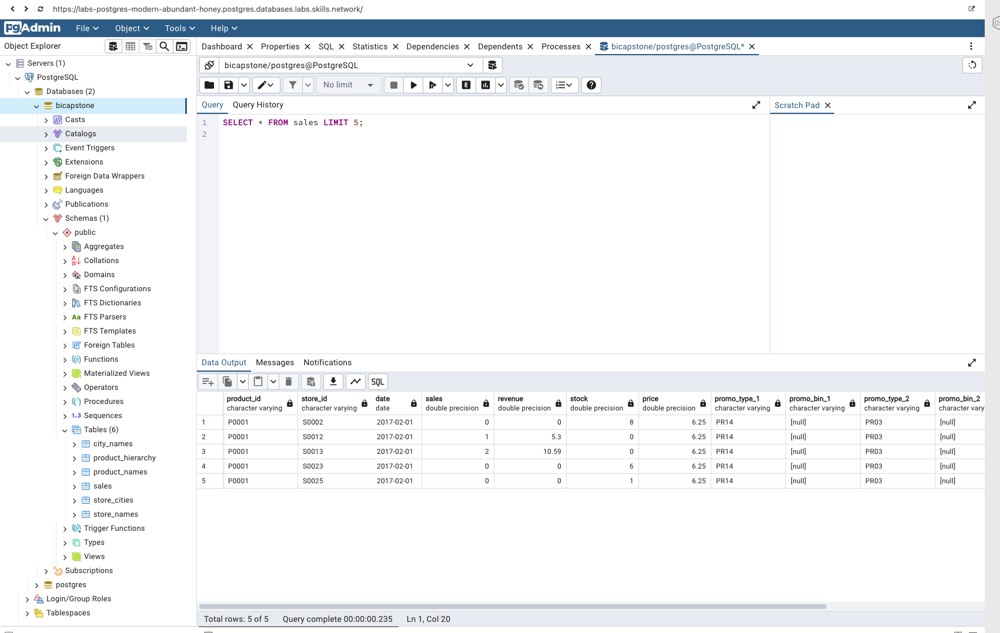 https://labs-postgres-modern-abundant-honey.postgres.databases.labs.skills.network/
pgAdmin File Object Tools Help
Object Explorer
Dashboard Properties SQL Statistics Dependencies Dependents Processes bicapstone/postgres@PostgreSQL*
Servers (1)
PostgreSQL
Databases (2)
bicapstone
Casts
Catalogs
Event Triggers
Extensions
Foreign Data Wrappers
Languages
Publications
Schemas (1)
public
Aggregates
Collations
Domains
FTS Configurations
FTS Dictionaries
Aa FTS Parsers
FTS Templates
Foreign Tables
Functions
Materialized Views
Operators
Procedures
1..3 Sequences
Tables (6)
city_names
product_hierarchy
product_names
sales
store_cities
store_names
Trigger Functions
Types
Views
Subscriptions
postgres
Login/Group Roles
Tablespaces
bicapstone/postgres@PostgreSQL
No limit E
Query Query History
Scratch Pad
1 SELECT * FROM sales LIMIT 5;
2
Data Output Messages Notifications
SQL
product_id store_id date sales revenue stock price promo_type_1 promo_bin_1 promo_type_2 promo_bin_2
character varying character varying date double precision double precision double precision double precision character varying character varying character varying character vary
1 P0001 S0002 2017-02-01 0 0 8 6.25 PR14 [null] PR03 [null]
2 P0001 S0012 2017-02-01 1 5.3 0 6.25 PR14 [null] PR03 [null]
3 P0001 S0013 2017-02-01 2 10.59 0 6.25 PR14 [null] PR03 [null]
4 P0001 S0023 2017-02-01 0 0 6 6.25 PR14 [null] PR03 [null]
5 P0001 S0025 2017-02-01 0 0 1 6.25 PR14 [null] PR03 [null]
Total rows: 5 of 5 Query complete 00:00:00.235 Ln 1, Col 20